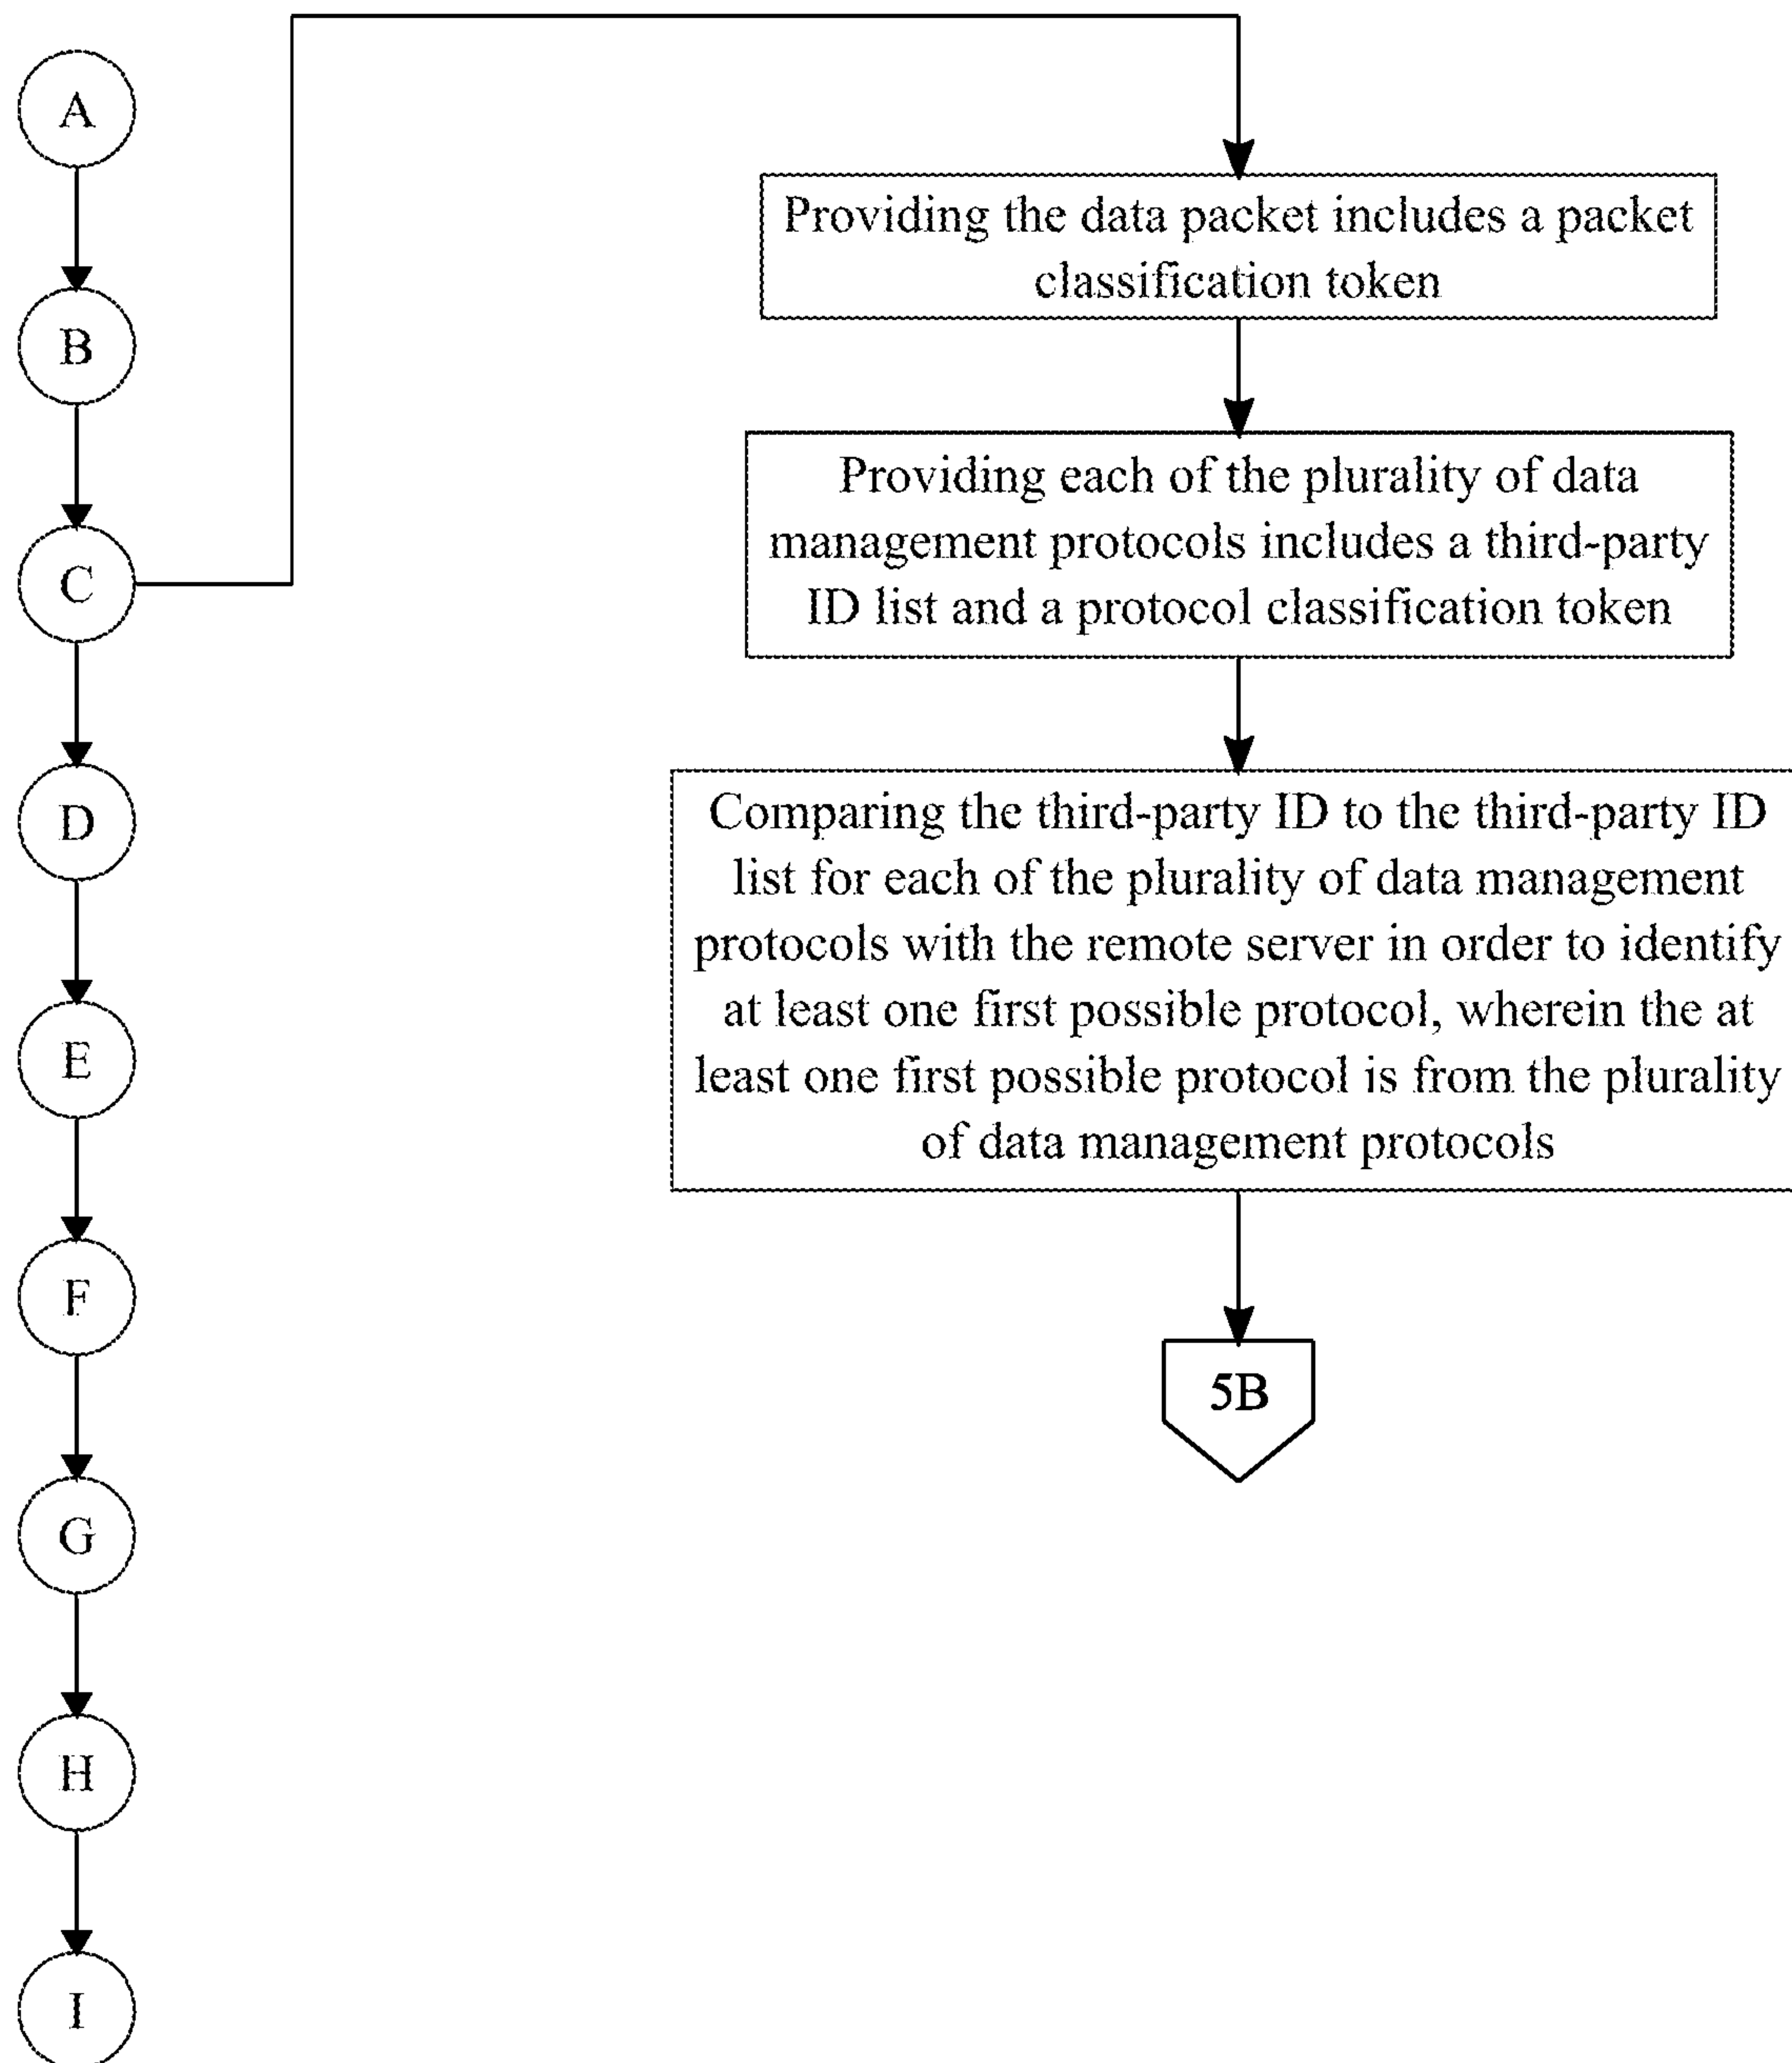 A
B
C
D
E
F
G
H
I
Providing the data packet includes a packet
classification token
Providing each of the plurality of data
management protocols includes a third-party
ID list and a protocol classification token
Comparing the third-party ID to the third-party ID
list for each of the plurality of data management
protocols with the remote server in order to identify
at least one first possible protocol, wherein the at
least one first possible protocol is from the plurality
of data management protocols
5B